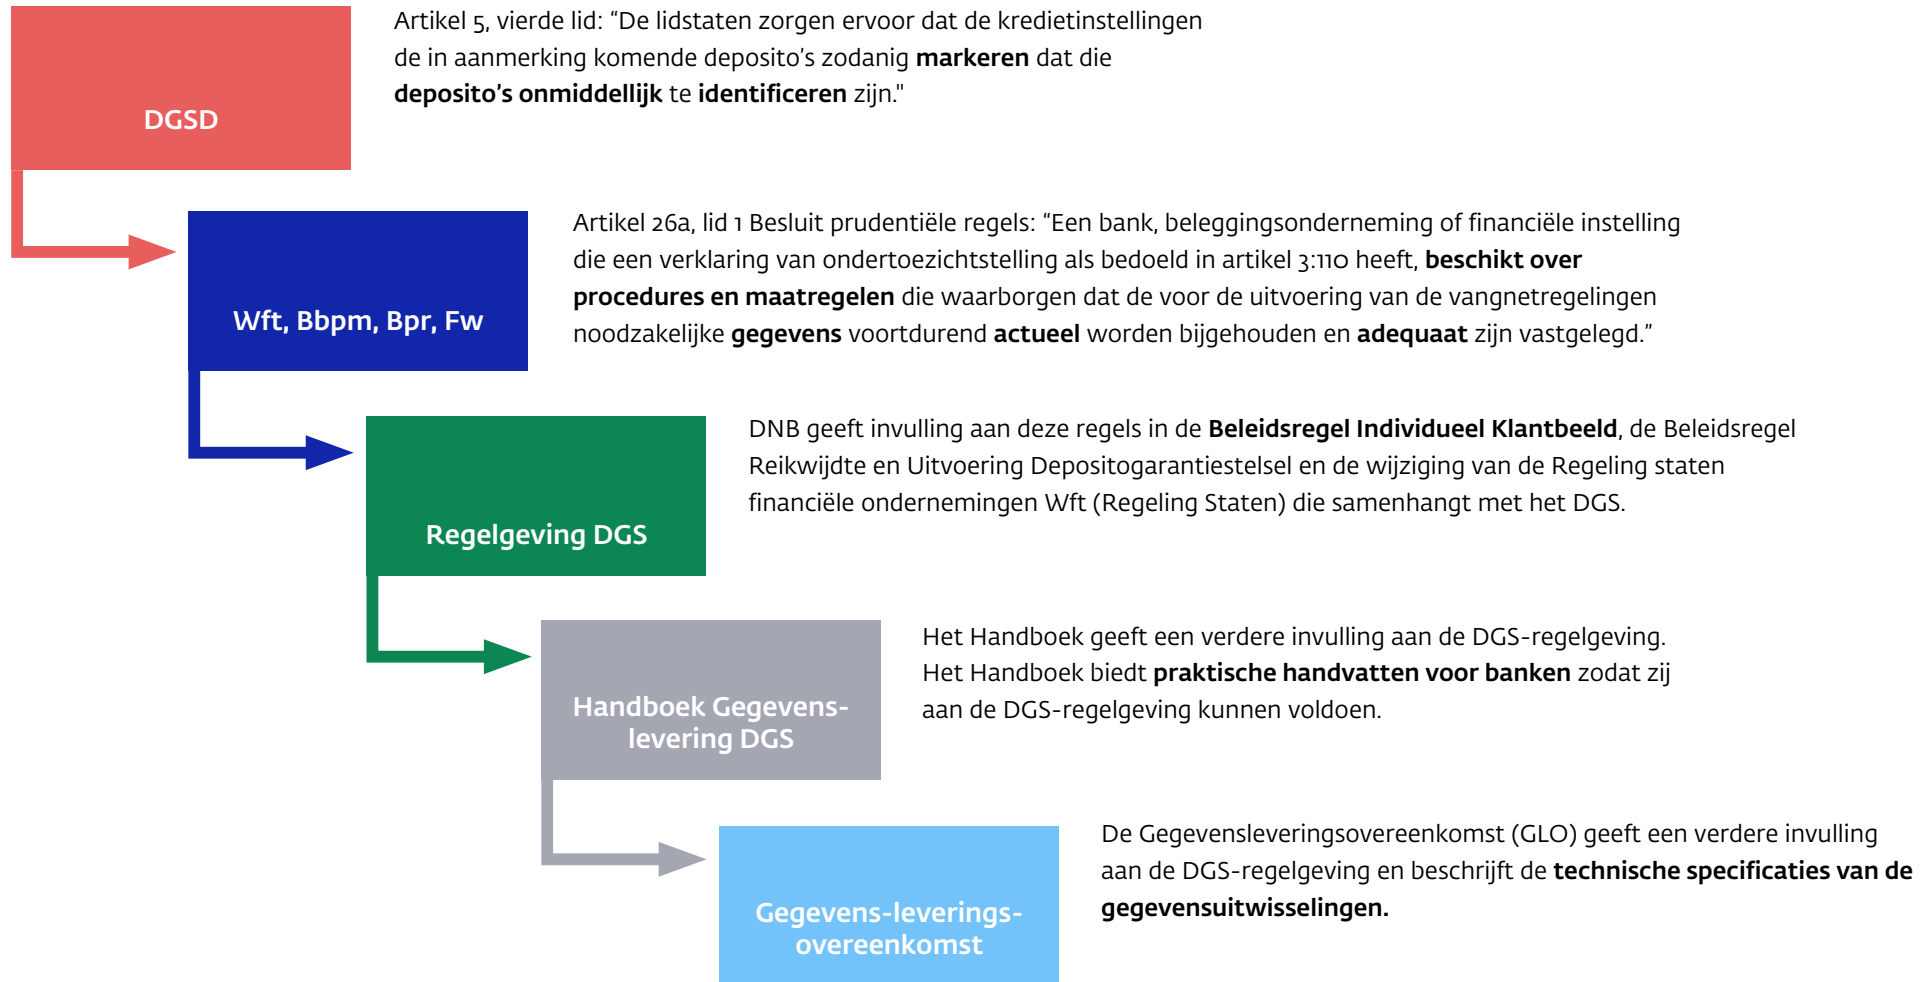 DGSD
Artikel 5, vierde lid: “De lidstaten zorgen ervoor dat de kredietinstellingen
de in aanmerking komende deposito’s zodanig markeren dat die
deposito’s onmiddellijk te identificeren zijn."
Wft, Bbpm, Bpr, Fw
Artikel 26a, lid 1 Besluit prudentiële regels: “Een bank, beleggingsonderneming of financiële instelling
die een verklaring van ondertoezichtstelling als bedoeld in artikel 3:110 heeft, beschikt over
procedures en maatregelen die waarborgen dat de voor de uitvoering van de vangnetregelingen
noodzakelijke gegevens voortdurend actueel worden bijgehouden en adequaat zijn vastgelegd.”
Regelgeving DGS
DNB geeft invulling aan deze regels in de Beleidsregel Individueel Klantbeeld, de Beleidsregel
Reikwijdte en Uitvoering Depositogarantiestelsel en de wijziging van de Regeling staten
financiële ondernemingen Wft (Regeling Staten) die samenhangt met het DGS.
Handboek Gegevens-
levering DGS
Het Handboek geeft een verdere invulling aan de DGS-regelgeving.
Het Handboek biedt praktische handvatten voor banken zodat zij
aan de DGS-regelgeving kunnen voldoen.
Gegevens-leverings-
overeenkomst
De Gegevensleveringsovereenkomst (GLO) geeft een verdere invulling
aan de DGS-regelgeving en beschrijft de technische specificaties van de
gegevensuitwisselingen.